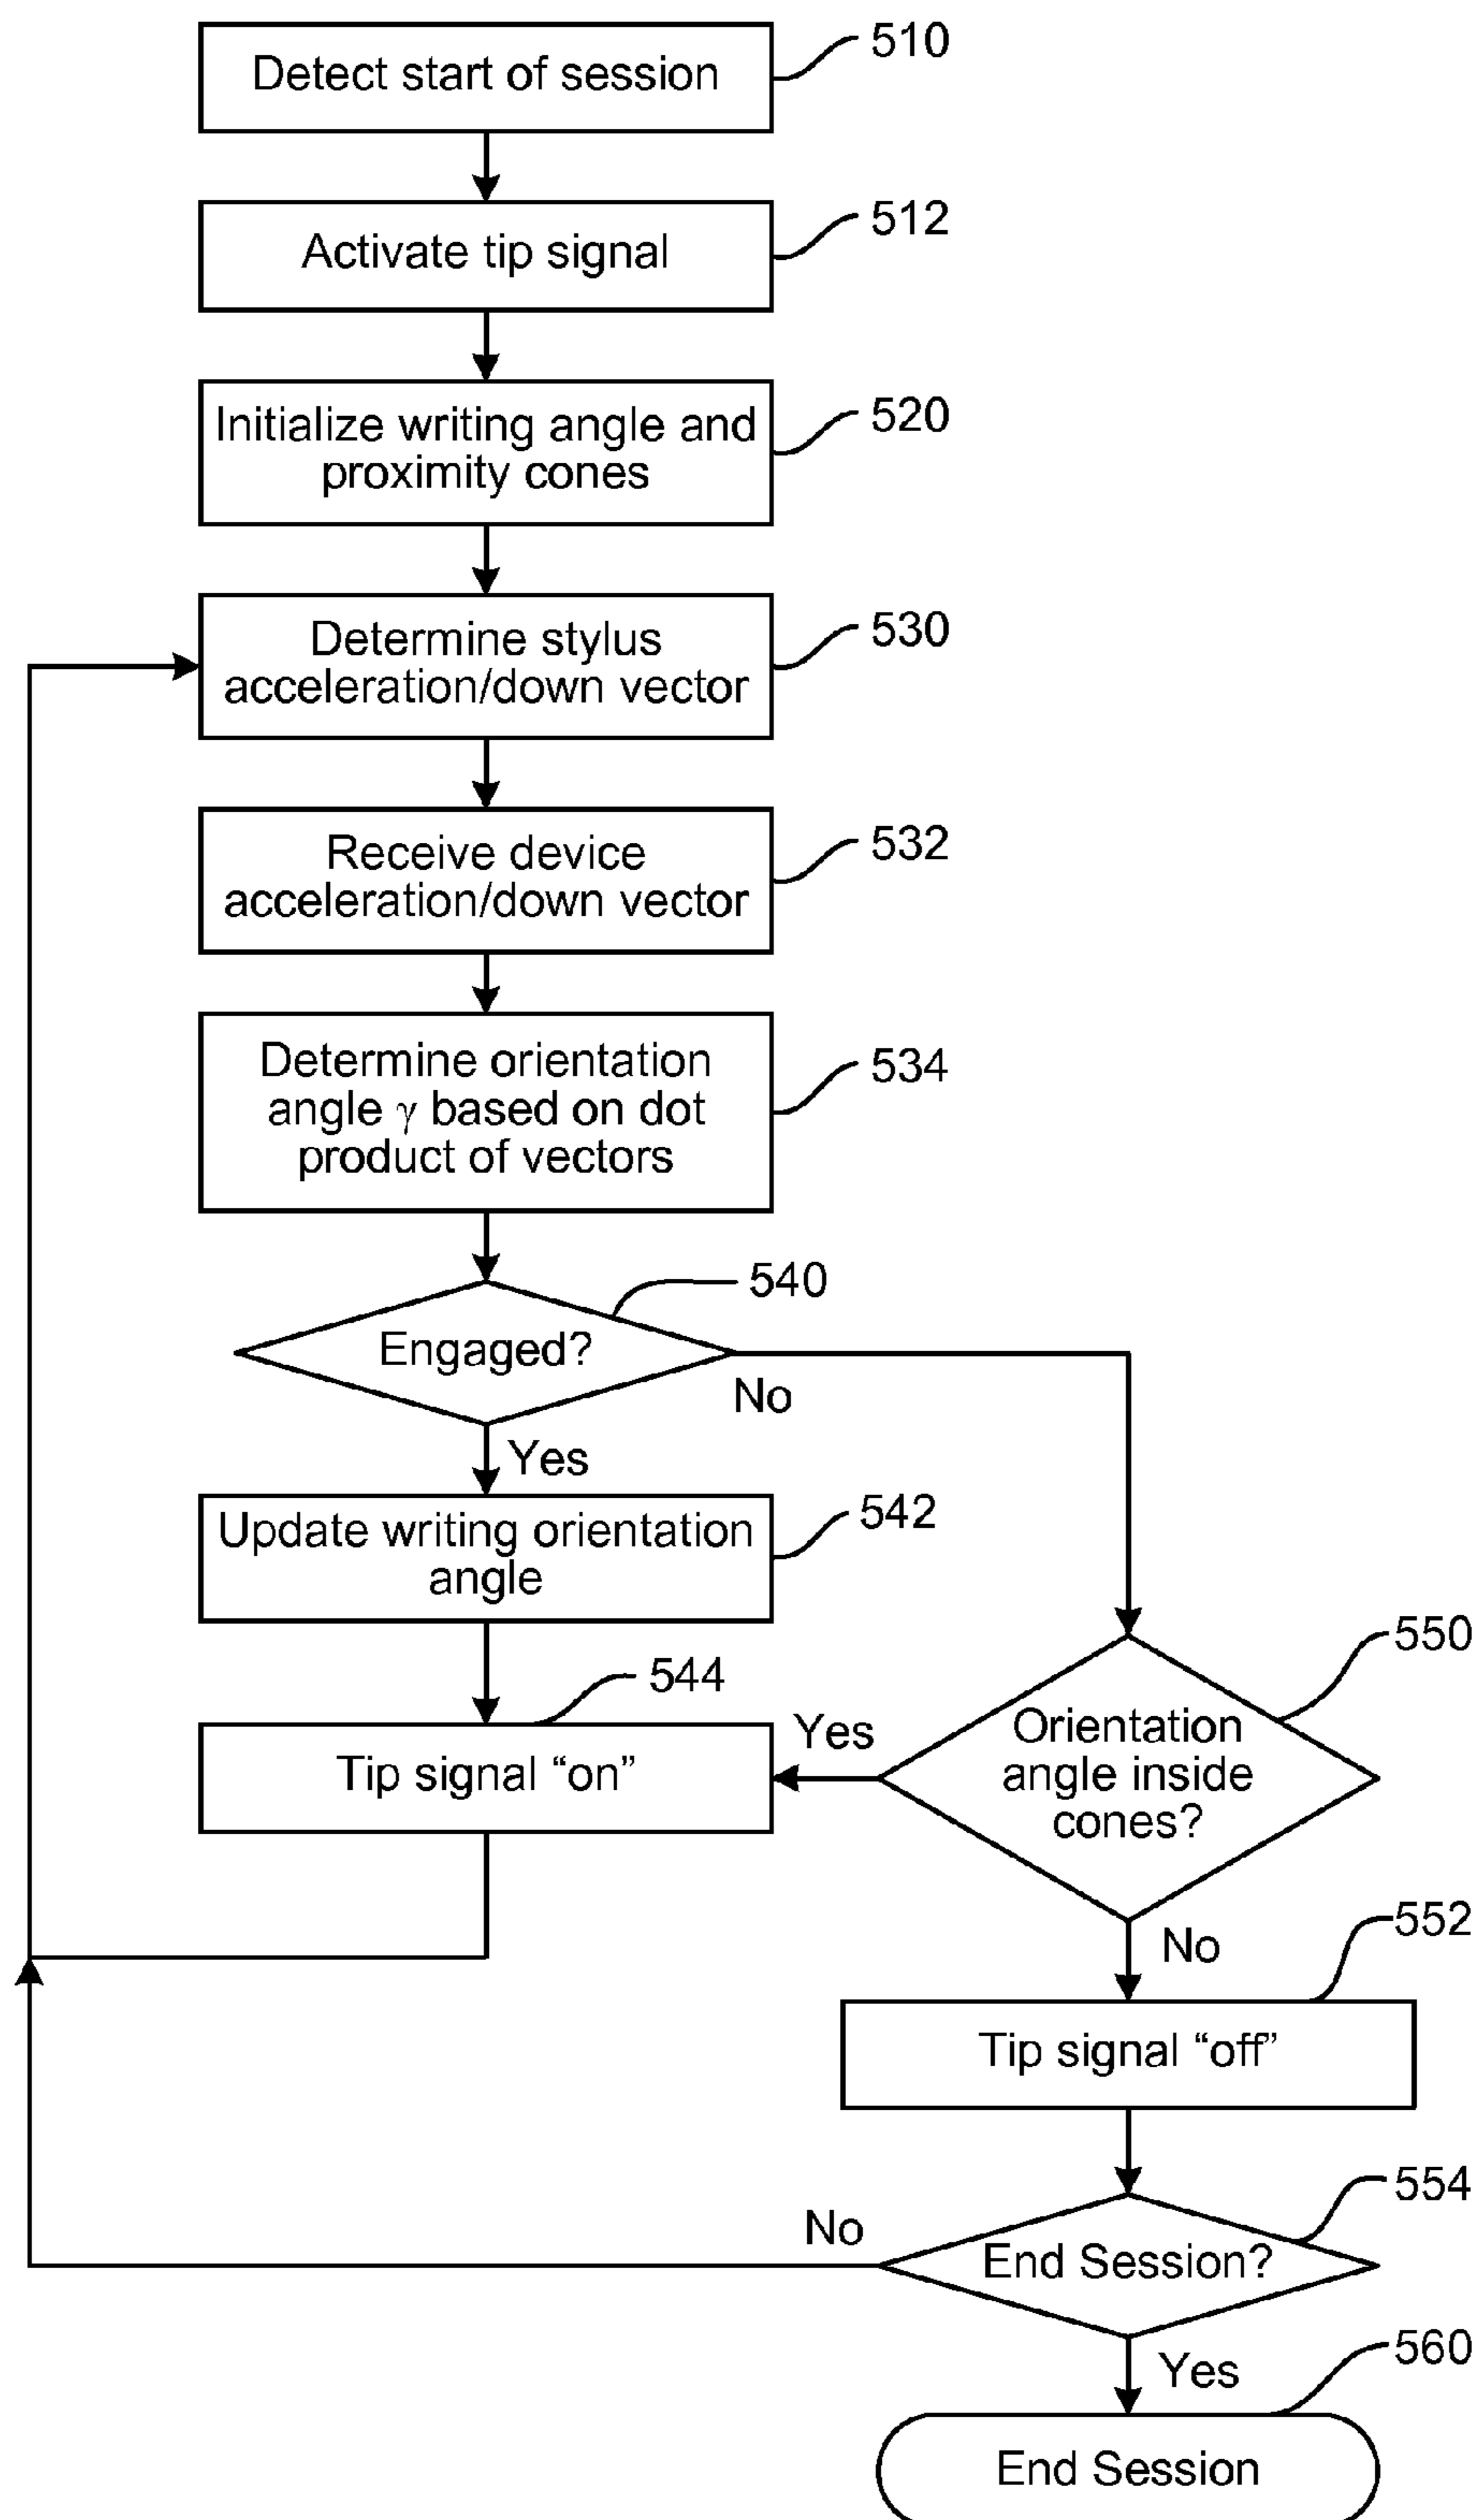 Detect start of session
510
Activate tip signal
512
Initialize writing angle and
proximity cones
520
Determine stylus
acceleration/down vector
530
Receive device
acceleration/down vector
532
Determine orientation
angle γ based on dot
product of vectors
534
540
Engaged?
No
Yes
Update writing orientation
angle
542
544
Tip signal “on”
Yes
550
Orientation
angle inside
cones?
No
552
Tip signal “off”
554
No
End Session?
Yes
560
End Session